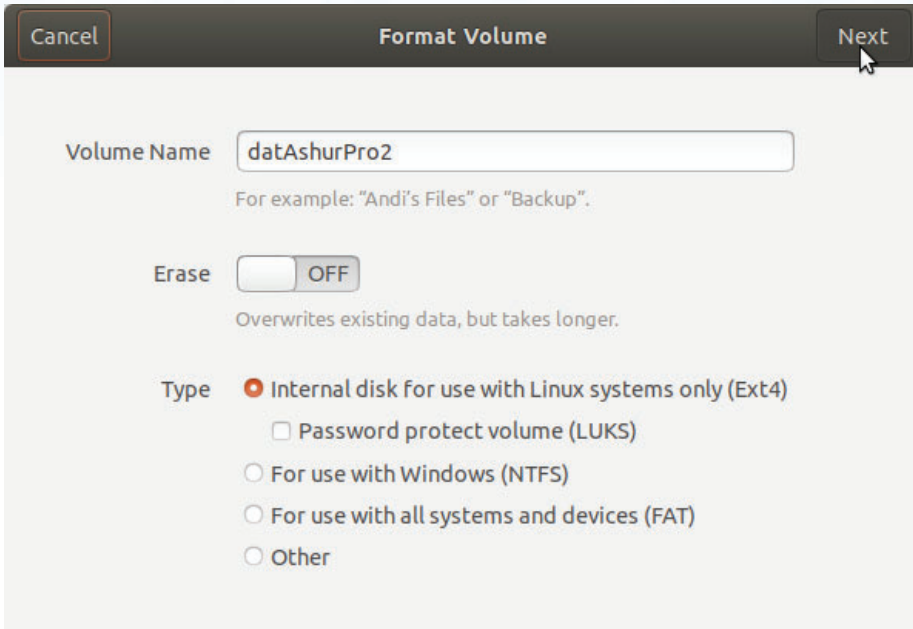 Cancel Format Volume Next
Volume Name datAshurPro2
For example: “Andi’s Files” or “Backup”.
Erase OFF
Overwrites existing data, but takes longer.
Type Internal disk for use with Linux systems only (Ext4)
Password protect volume (LUKS)
For use with Windows (NTFS)
For use with all systems and devices (FAT)
Other